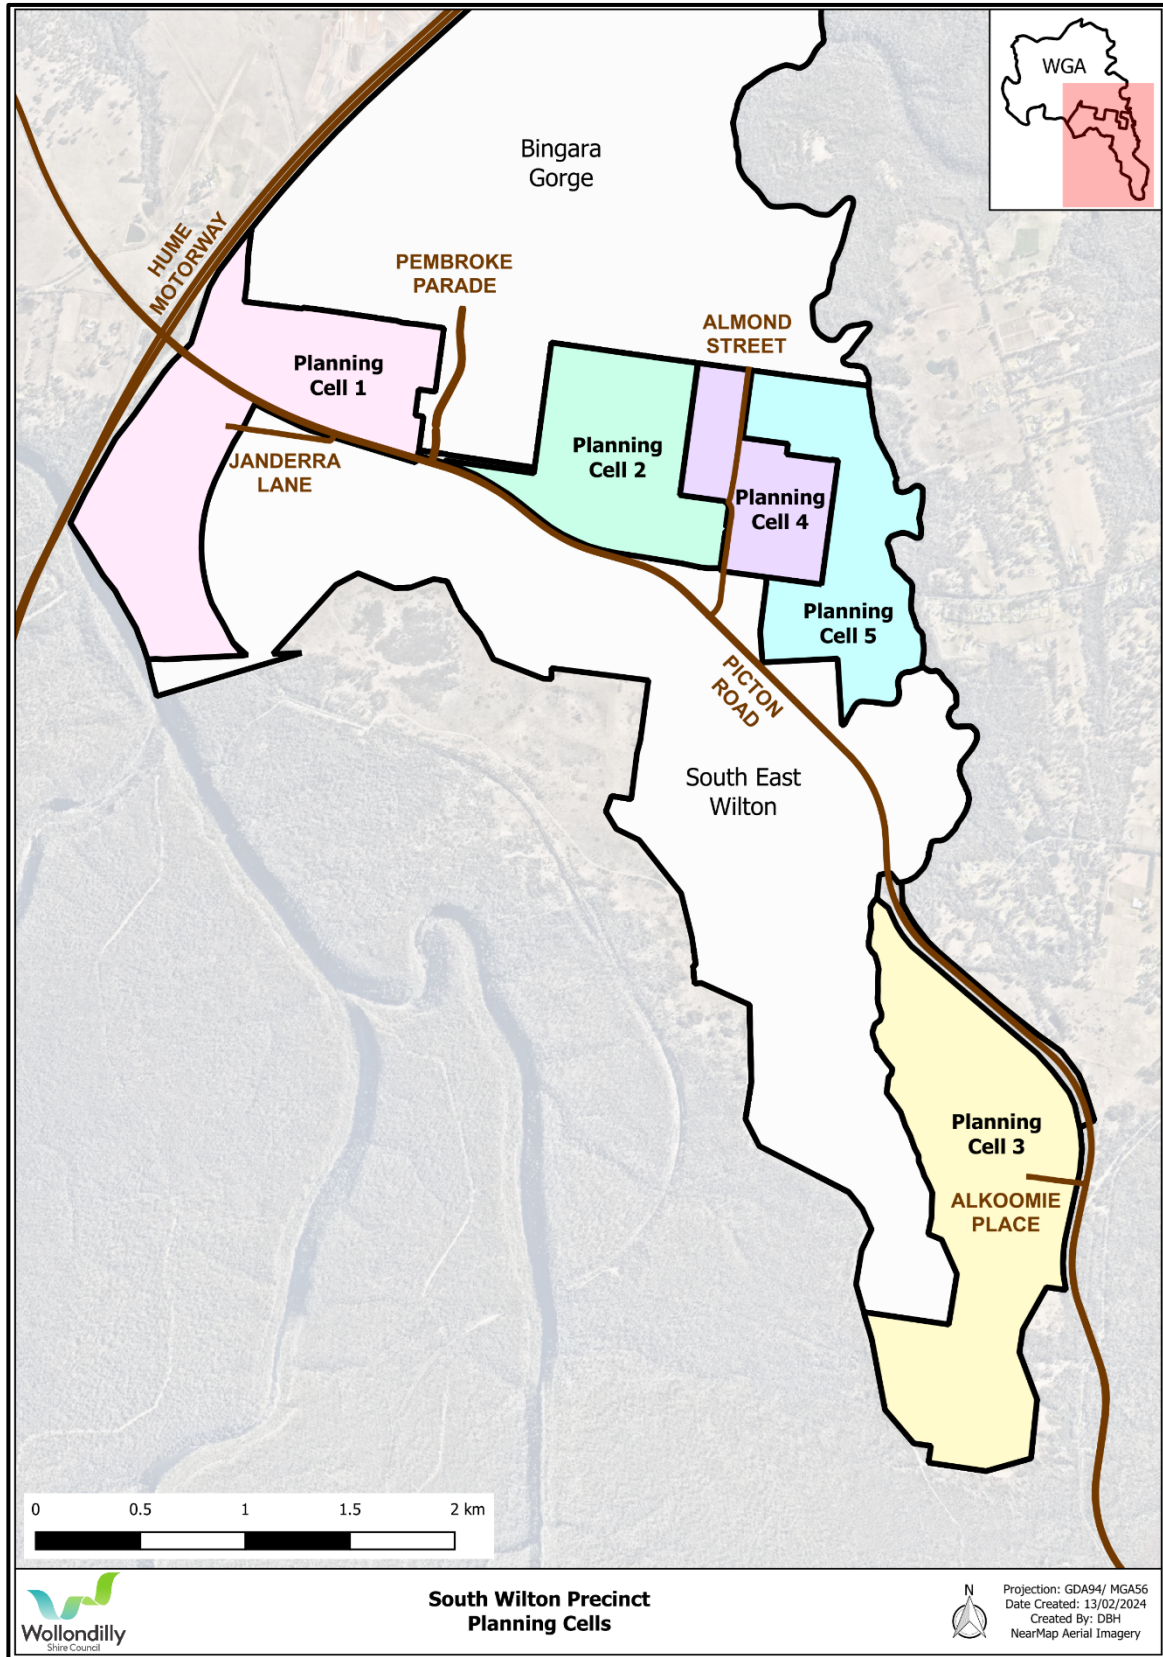 WGA
Bingara
Gorge
HUME
MOTORWAY
PEMBROKE
PARADE
ALMOND
STREET
Planning
Cell 1
JANDERRA
LANE
Planning
Cell 2
Planning
Cell 4
Planning
Cell 5
PICTON
ROAD
South East
Wilton
Planning
Cell 3
ALKOOMIE
PLACE
0 0.5 1 1.5 2 km
Wollondilly
Shire Council
South Wilton Precinct
Planning Cells
N
Projection: GDA94/ MGA56
Date Created: 13/02/2024
Created By: DBH
NearMap Aerial Imagery